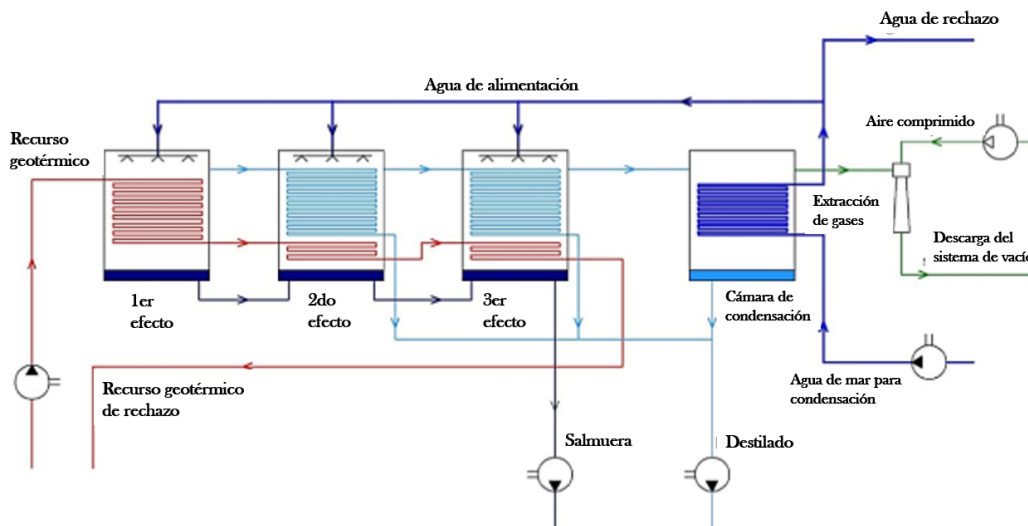 Agua de rechazo
Agua de alimentación
Aire comprimido
Recurso
geotérmico
Extracción
de gases
Descarga del
sistema de vacío
1er
efecto
2do
efecto
3er
efecto
Cámara de
condensación
Agua de mar para
condensación
Recurso geotérmico
de rechazo
Salmuera
Destilado